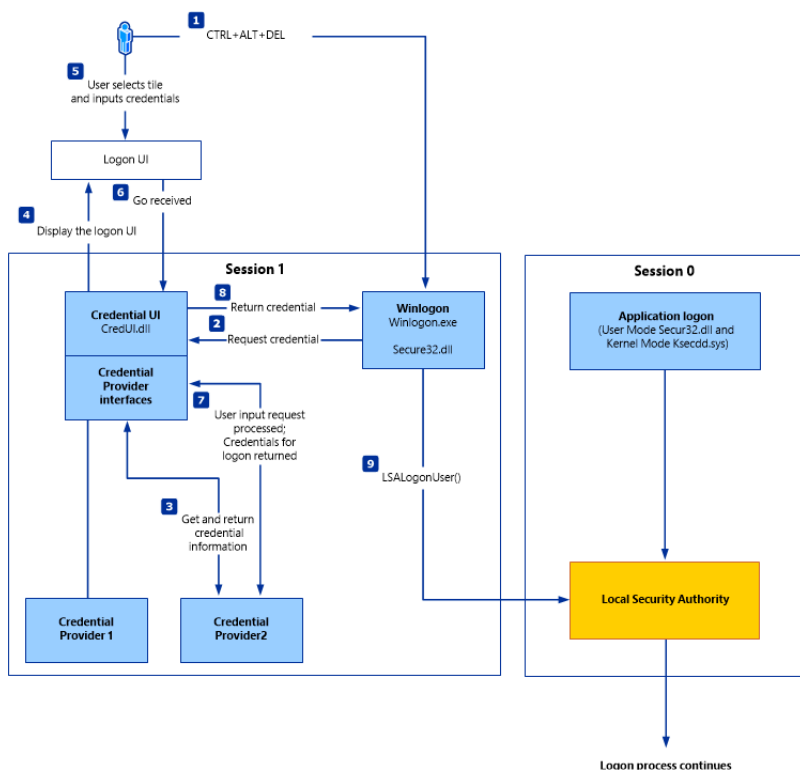 1
CTRL+ALT+DEL
5
User selects tile
and inputs credentials
Logon UI
6
Go received
4
Display the logon UI
Session 1
Session 0
8
Return credential
2
Request credential
Credential UI
CredUI.dll
Credential
Provider
interfaces
Winlogon
Winlogon.exe
Secure32.dll
Application logon
(User Mode Secur32.dll and
Kernel Mode Ksecdd.sys)
7
User input request
processed;
Credentials for
logon returned
9
LSALogonUser()
3
Get and return
credential
information
Credential
Provider 1
Credential
Provider2
Local Security Authority
Logon process continues